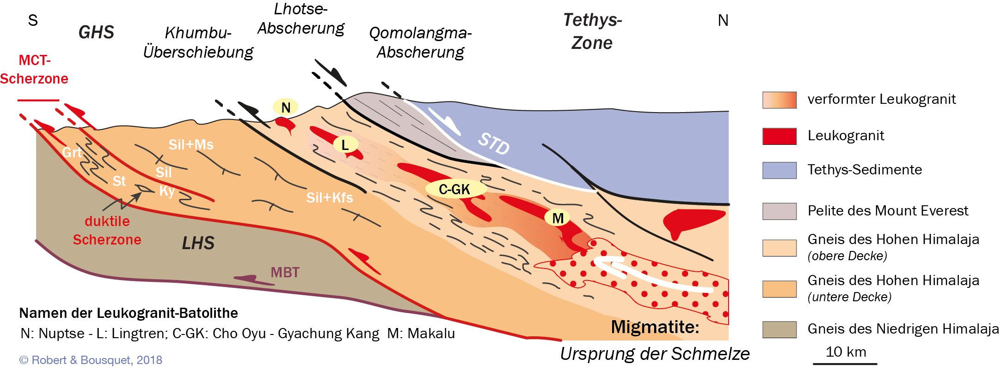 S
GHS
Khumbu-
Überschiebung
Lhotse-
Abscherung
Qomolangma-
Abscherung
Tethys-
Zone
N
MCT-
Scherzone
N
L
C-GK
M
STD
Grt
St
Sil+Ms
Sil
Ky
Sil+Kfs
duktile
Scherzone
LHS
MBT
verformter Leukogranit
Leukogranit
Tethys-Sedimente
Pelite des Mount Everest
Gneis des Hohen Himalaja
(obere Decke)
Gneis des Hohen Himalaja
(untere Decke)
Gneis des Niedrigen Himalaja
10 km
Migmatite:
Ursprung der Schmelze
Namen der Leukogranit-Batolithe
N: Nuptse - L: Lingtren; C-GK: Cho Oyu - Gyachung Kang M: Makalu
© Robert & Bousquet, 2018